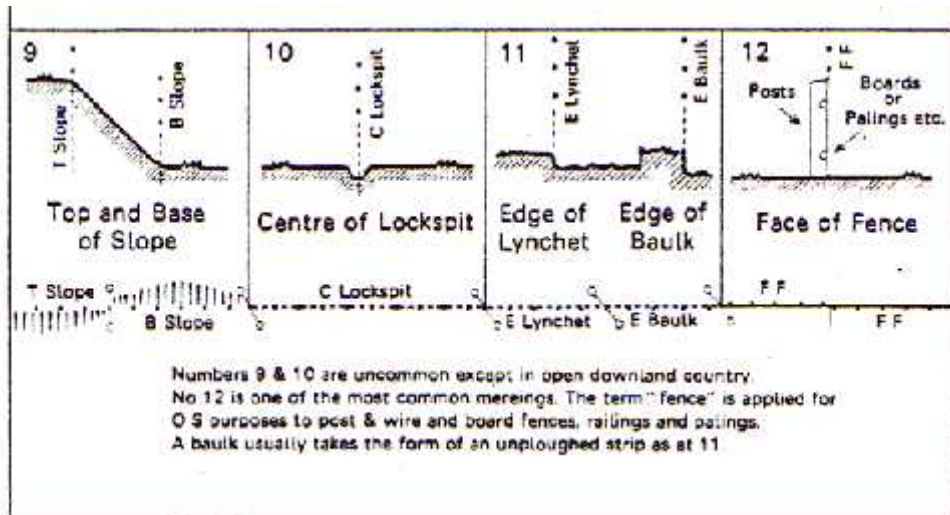 9
T Slope
B Slope
Top and Base
of Slope
10
C Lockspit
Centre of Lockspit
11
E Lynchet
E Baulk
Edge of
Lynchet
Edge of
Baulk
12
F F
Posts
Boards
or
Palings etc.
Face of Fence
T Slope
B Slope
C Lockspit
E Lynchet
E Baulk
F F
F F
Numbers 9 & 10 are uncommon except in open downland country.
No 12 is one of the most common mereings. The term "fence" is applied for
O S purposes to post & wire and board fences, railings and palings.
A baulk usually takes the form of an unploughed strip as at 11